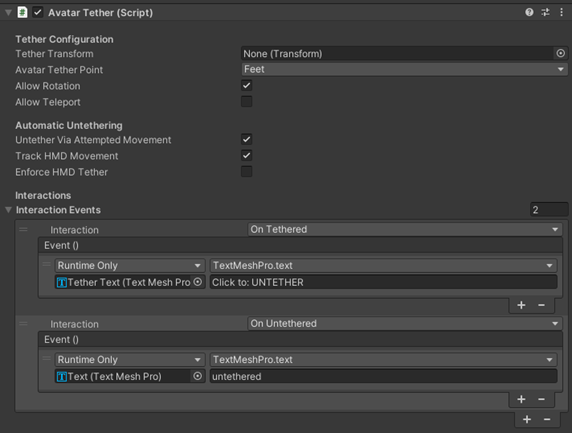 Avatar Tether (Script)
Tether Configuration
Tether Transform None (Transform)
Avatar Tether Point Feet
Allow Rotation
Allow Teleport
Automatic Untethering
Untether Via Attempted Movement
Track HMD Movement
Enforce HMD Tether
Interactions
Interaction Events 2
Interaction On Tethered
Event ()
Runtime Only TextMeshPro.text
Tether Text (Text Mesh Pro Click to: UNTETHER
Interaction On Untethered
Event ()
Runtime Only TextMeshPro.text
Text (Text Mesh Pro) untethered